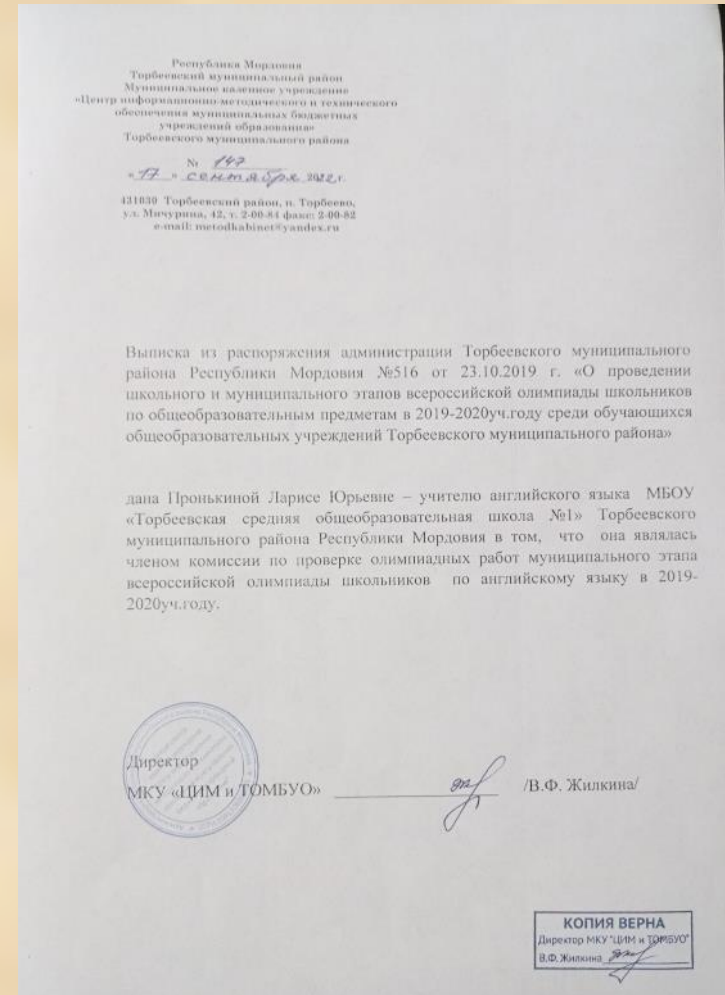 Республика Мордовия
Торбеевский муниципальный район
Муниципальное казенное учреждение
«Центр информационно-методического и технического
обеспечения муниципальных бюджетных
учреждений образования»
Торбеевского муниципального района
№ 147
«17» сентября 2022 г.
431030 Торбеевский район, п. Торбеево,
ул. Мичурина, 42, т. 2-00-84 факс: 2-00-82
e-mail: metodkabinet@yandex.ru
Выписка из распоряжения администрации Торбеевского муниципального
района Республики Мордовия №516 от 23.10.2019 г. «О проведении
школьного и муниципального этапов всероссийской олимпиады школьников
по общеобразовательным предметам в 2019-2020уч.году среди обучающихся
общеобразовательных учреждений Торбеевского муниципального района»
дана Пронькиной Ларисе Юрьевне – учителю английского языка МБОУ
«Торбеевская средняя общеобразовательная школа №1» Торбеевского
муниципального района Республики Мордовия в том, что она являлась
членом комиссии по проверке олимпиадных работ муниципального этапа
всероссийской олимпиады школьников по английскому языку в 2019-
2020уч.году.
Директор
МКУ «ЦИМ и ТОМБУО» /В.Ф. Жилкина/
КОПИЯ ВЕРНА
Директор МКУ "ЦИМ и ТОМБУО"
В.Ф. Жилкина